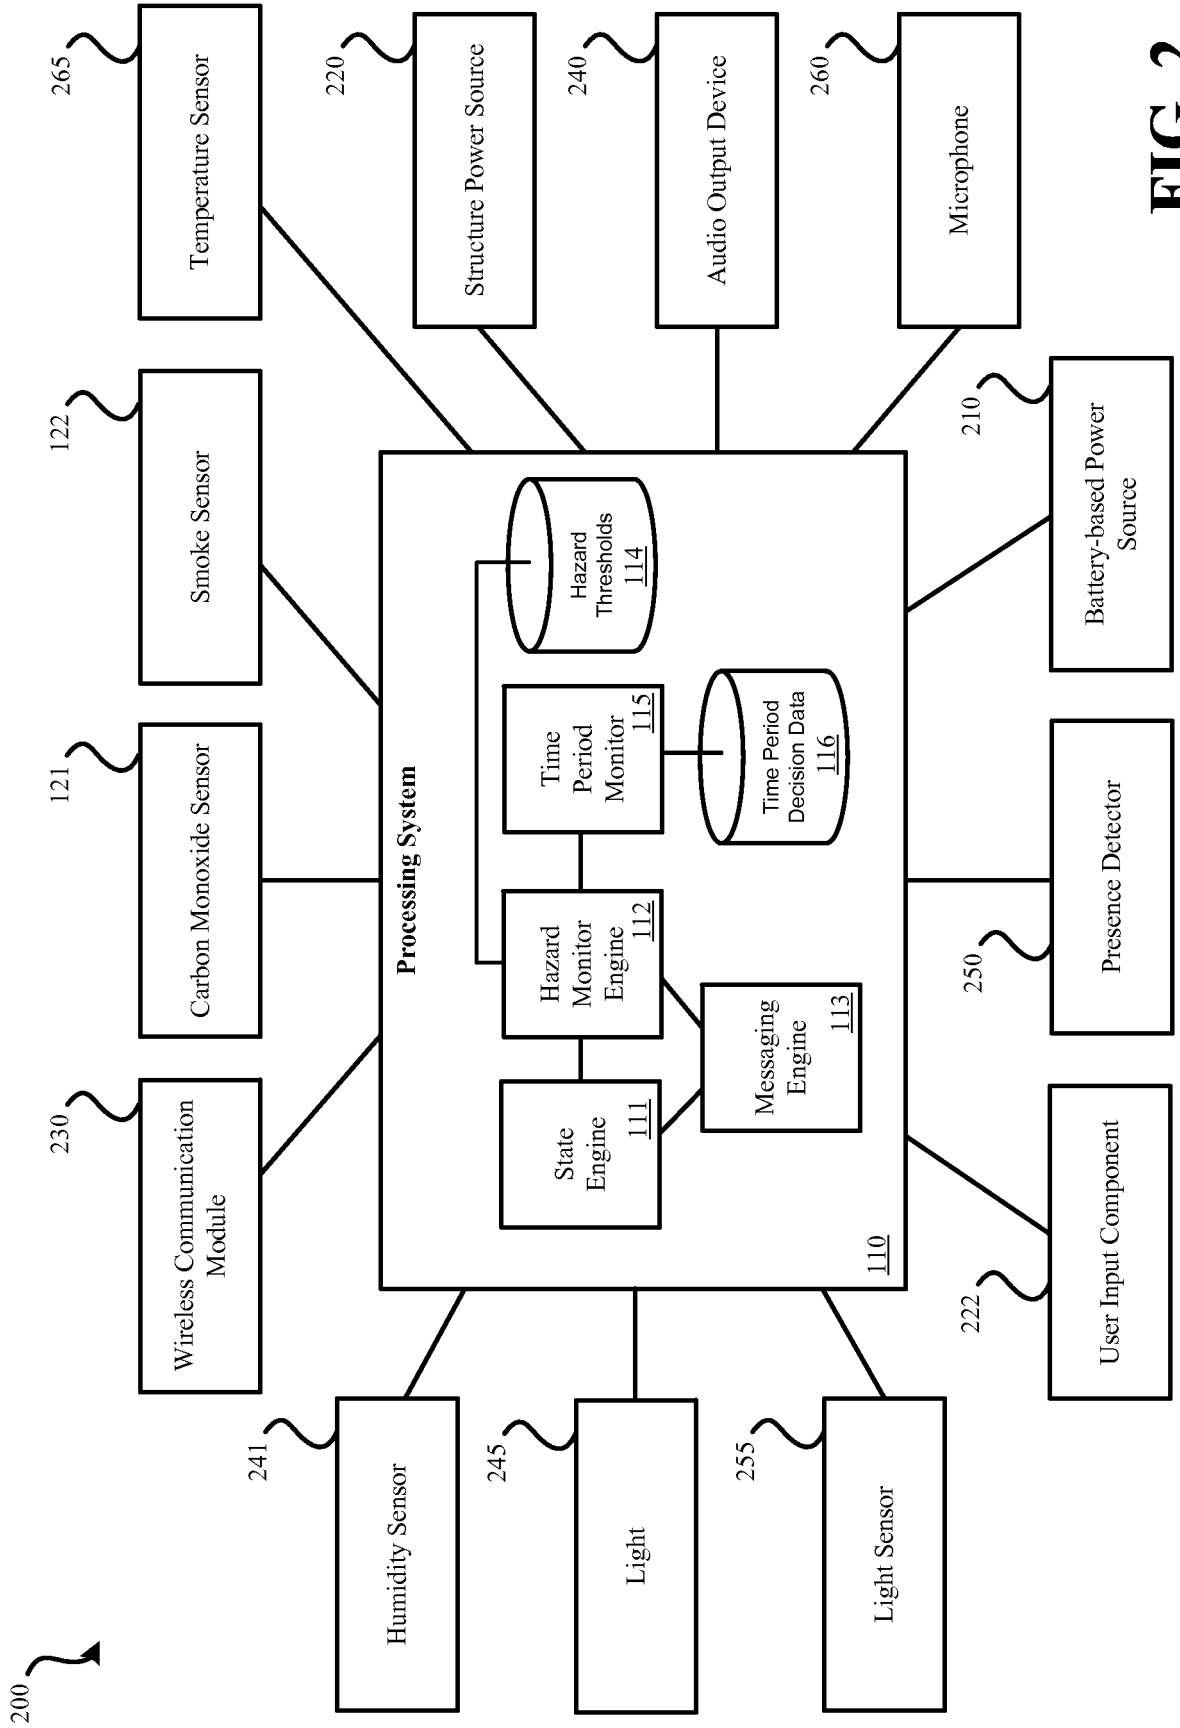 200
230
Wireless Communication
Module
121
Carbon Monoxide Sensor
122
Smoke Sensor
265
Temperature Sensor
241
Humidity Sensor
245
Light
255
Light Sensor
Processing System
110
State
Engine
111
Hazard
Monitor
Engine
112
Time
Period
Monitor
115
Hazard
Thresholds
114
Messaging
Engine
113
Time Period
Decision Data
116
220
Structure Power Source
240
Audio Output Device
260
Microphone
222
User Input Component
250
Presence Detector
210
Battery-based Power
Source
FIG. 2